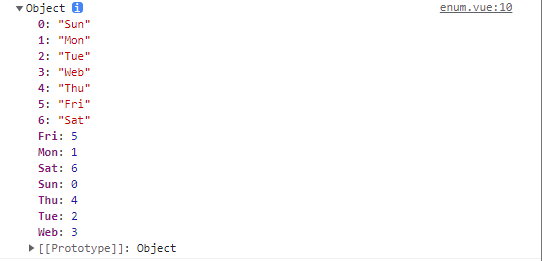 Object i enum.vue:10
0: "Sun"
1: "Mon"
2: "Tue"
3: "Web"
4: "Thu"
5: "Fri"
6: "Sat"
Fri: 5
Mon: 1
Sat: 6
Sun: 0
Thu: 4
Tue: 2
Web: 3
[[Prototype]]: Object